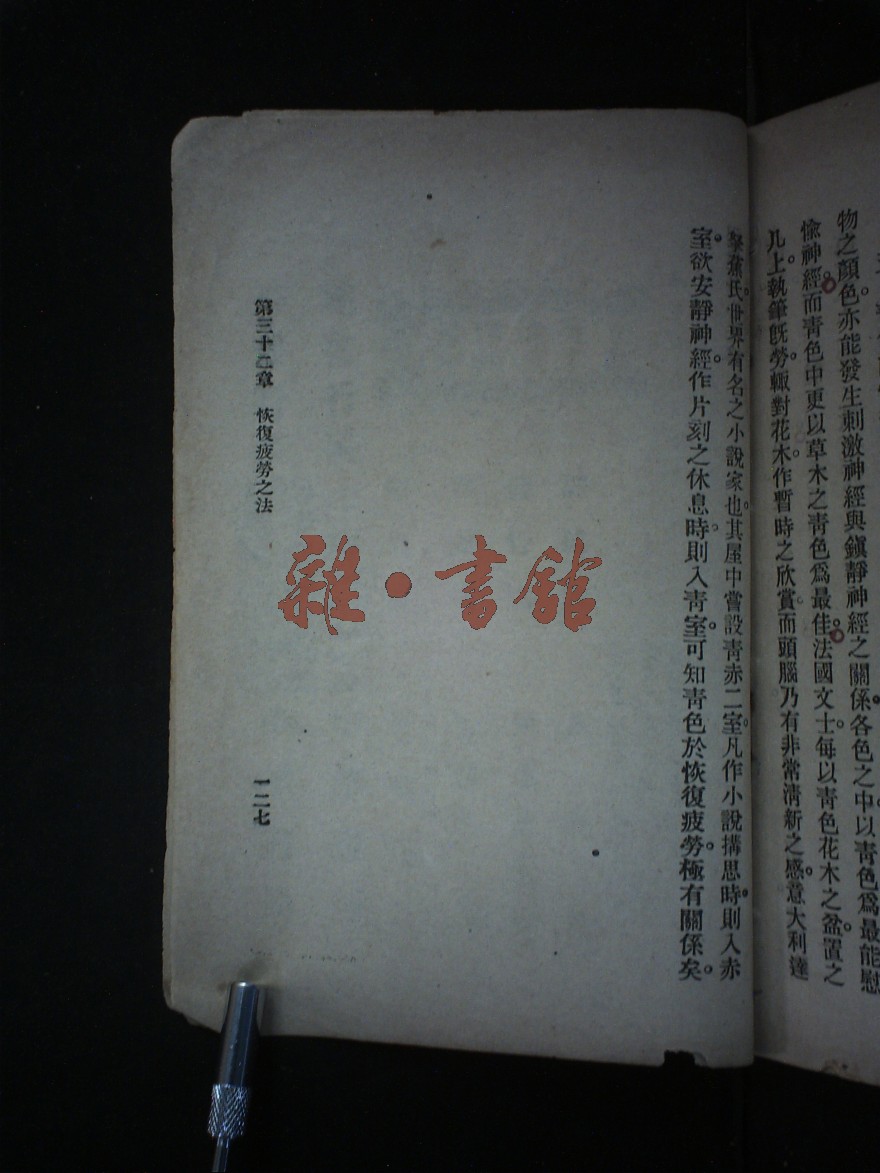 物之顏色。亦能發生刺激神經與鎭靜神經之關係。各色之中。以青色爲最能慰
愉神經。而青色中更以草木之青色爲最佳。法國文士。每以青色花木之盆。置之
几上。執筆旣勞。輒對花木。作暫時之欣賞。而頭腦乃有非常淸新之感。意大利達
蒸氏。世界有名之小說家也。其屋中嘗設青赤二室。凡作小說搆思時。則入赤
室。欲安靜神經。作片刻之休息時。則入青室。可知青色於恢復疲勞。極有關係矣。
第三十二章 恢復疲勞之法
一二七
雜·書館